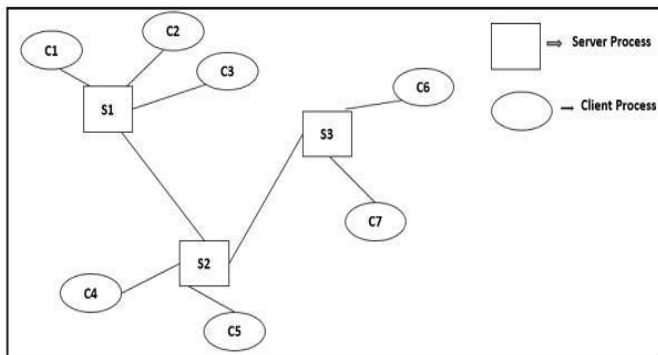 C1
C2
C3
S1
S3
C6
C7
S2
C4
C5
⇒ Server Process
→ Client Process